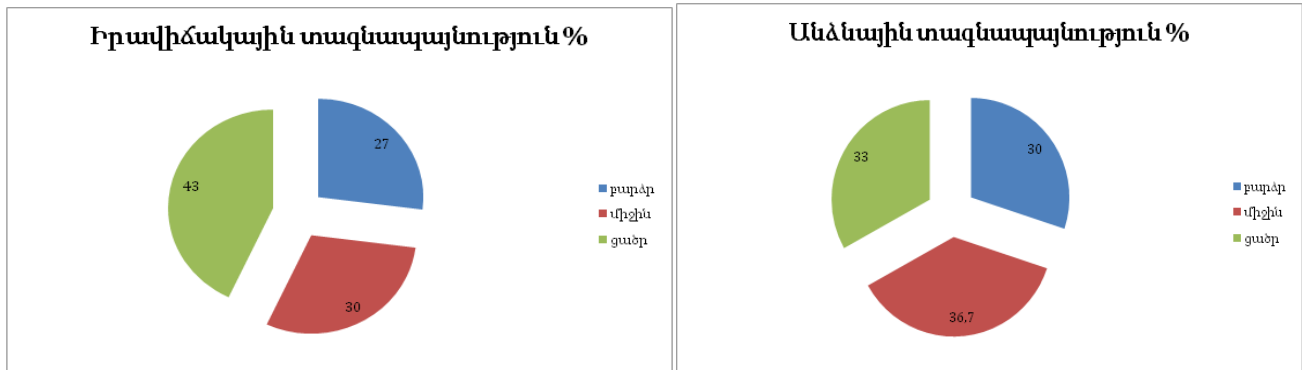 Իրավիճակային տագնապայնություն %
27
43
30
բարձր
միջին
ցածր
Անձնային տագնապայնություն %
30
33
36,7
բարձր
միջին
ցածր